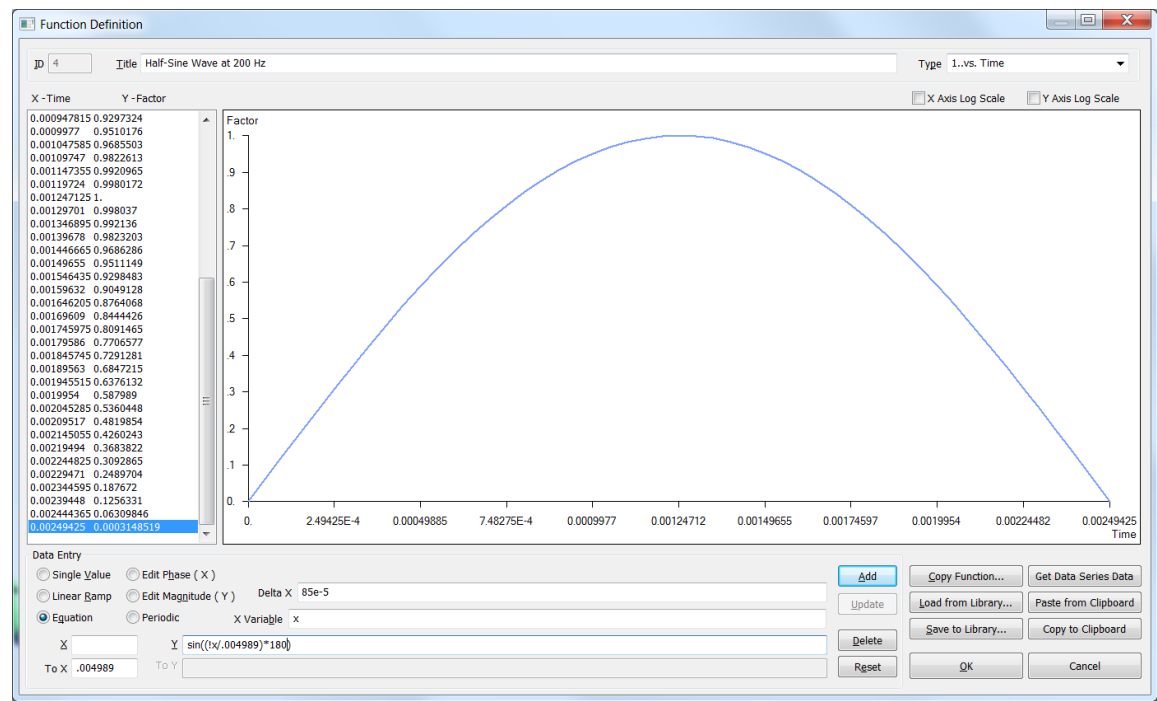 Function Definition
ID 4 Title Half-Sine Wave at 200 Hz Type 1..vs. Time
X -Time Y -Factor X Axis Log Scale Y Axis Log Scale
0.000947815 0.9297324
0.0009977 0.9510176
0.001047585 0.9685503
0.00109747 0.9822613
0.001147355 0.9920965
0.00119724 0.9980172
0.001247125 1.
0.00129701 0.998037
0.001346895 0.992136
0.00139678 0.9823203
0.001446665 0.9686286
0.00149655 0.9511149
0.001546435 0.9298483
0.00159632 0.9049128
0.001646205 0.8764068
0.00169609 0.8444426
0.001745975 0.8091465
0.00179586 0.7706577
0.001845745 0.7291281
0.00189563 0.6847215
0.001945515 0.6376132
0.0019954 0.587989
0.002045285 0.5360448
0.00209517 0.4819854
0.002145055 0.4260243
0.00219494 0.3683822
0.002244825 0.3092865
0.00229471 0.2489704
0.002344595 0.187672
0.00239448 0.1256331
0.002444365 0.06309846
0.00249425 0.0003148519
Factor
1.
.9
.8
.7
.6
.5
.4
.3
.2
.1
0.
0. 2.49425E-4 0.00049885 7.48275E-4 0.0009977 0.00124712 0.00149655 0.00174597 0.0019954 0.00224482 0.00249425
Time
Data Entry
Single Value Edit Phase ( X )
Linear Ramp Edit Magnitude ( Y ) Delta X 85e-5
Equation Periodic X Variable x
X Y sin((!x/.004989)*180)
To X .004989 To Y
Add
Update
Delete
Reset
Copy Function... Get Data Series Data
Load from Library... Paste from Clipboard
Save to Library... Copy to Clipboard
OK Cancel